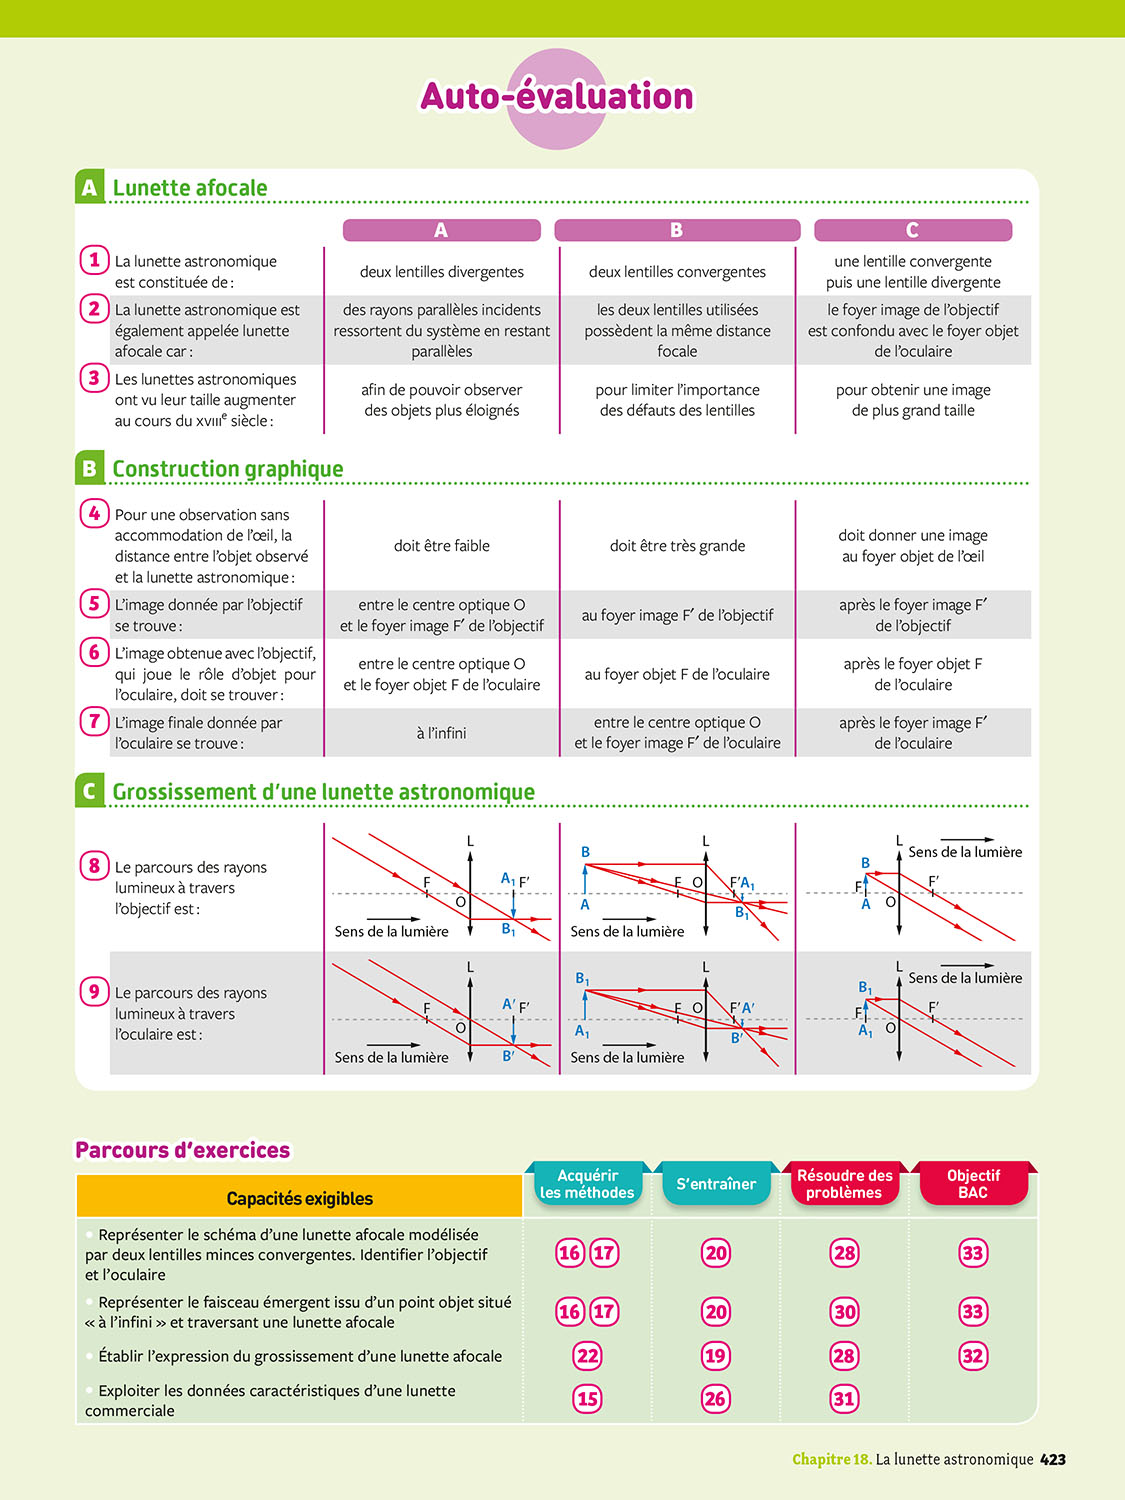 Auto-évaluation
A Lunette afocale
A B C
1 La lunette astronomique
est constituée de :
deux lentilles divergentes
deux lentilles convergentes
une lentille convergente
puis une lentille divergente
2 La lunette astronomique est
également appelée lunette
afocale car :
des rayons parallèles incidents
ressortent du système en restant
parallèles
les deux lentilles utilisées
possèdent la même distance
focale
le foyer image de l’objectif
est confondu avec le foyer objet
de l’oculaire
3 Les lunettes astronomiques
ont vu leur taille augmenter
au cours du XVIIIe siècle :
afin de pouvoir observer
des objets plus éloignés
pour limiter l’importance
des défauts des lentilles
pour obtenir une image
de plus grand taille
B Construction graphique
4 Pour une observation sans
accommodation de l’œil, la
distance entre l’objet observé
et la lunette astronomique :
doit être faible
doit être très grande
doit donner une image
au foyer objet de l’œil
5 L’image donnée par l’objectif
se trouve :
entre le centre optique O
et le foyer image F′ de l’objectif
au foyer image F′ de l’objectif
après le foyer image F′
de l’objectif
6 L’image obtenue avec l’objectif,
qui joue le rôle d’objet pour
l’oculaire, doit se trouver :
entre le centre optique O
et le foyer objet F de l’oculaire
au foyer objet F de l’oculaire
après le foyer objet F
de l’oculaire
7 L’image finale donnée par
l’oculaire se trouve :
à l’infini
entre le centre optique O
et le foyer image F′ de l’oculaire
après le foyer image F′
de l’oculaire
C Grossissement d’une lunette astronomique
8 Le parcours des rayons
lumineux à travers
l’objectif est :
L
F A1 F′
O
B1
Sens de la lumière
L
B
F O F′ A1
A
B1
Sens de la lumière
L Sens de la lumière
B
F F′
A O
9 Le parcours des rayons
lumineux à travers
l’oculaire est :
L
F A′ F′
O
B′
Sens de la lumière
L
B1
F O F′ A′
A1
B′
Sens de la lumière
L Sens de la lumière
B1
F F′
A1 O
Parcours d’exercices
Capacités exigibles
Acquérir
les méthodes
S’entraîner
Résoudre des
problèmes
Objectif
BAC
• Représenter le schéma d’une lunette afocale modélisée
par deux lentilles minces convergentes. Identifier l’objectif
et l’oculaire
16 17 20 28 33
• Représenter le faisceau émergent issu d’un point objet situé
« à l’infini » et traversant une lunette afocale
16 17 20 30 33
• Établir l’expression du grossissement d’une lunette afocale
22 19 28 32
• Exploiter les données caractéristiques d’une lunette
commerciale
15 26 31
Chapitre 18. La lunette astronomique 423